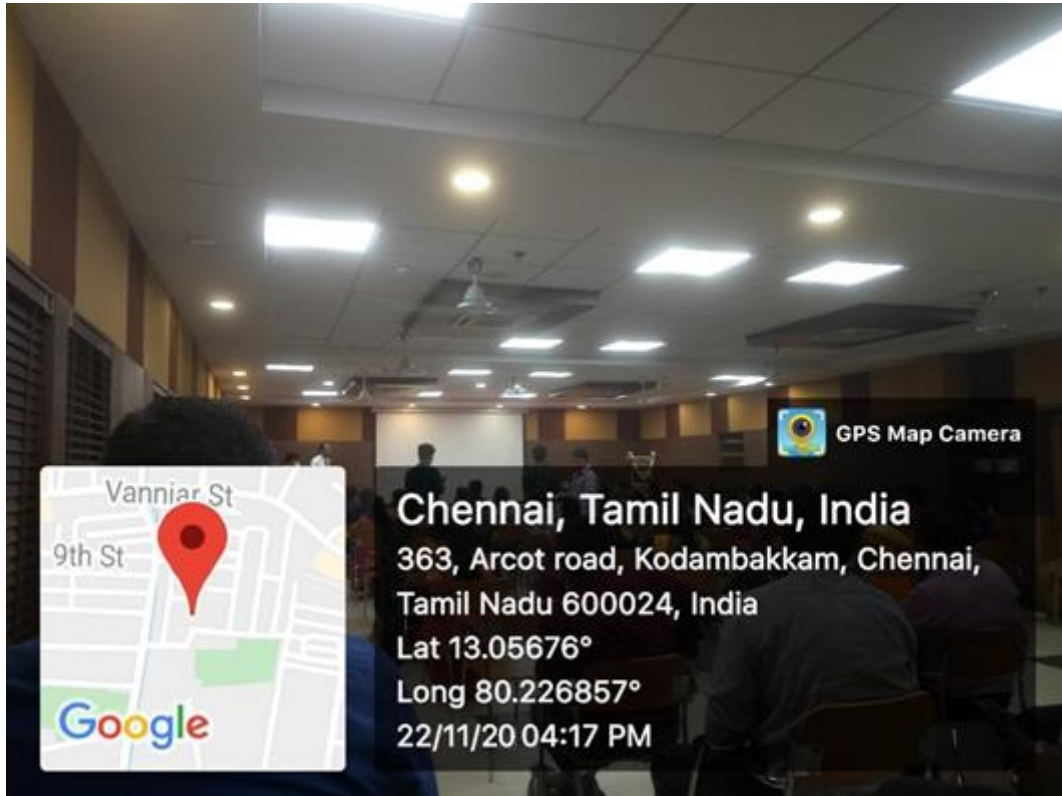 GPS Map Camera
Vanniar St
9th St
Google
Chennai, Tamil Nadu, India
363, Arcot road, Kodambakkam, Chennai,
Tamil Nadu 600024, India
Lat 13.05676°
Long 80.226857°
22/11/20 04:17 PM